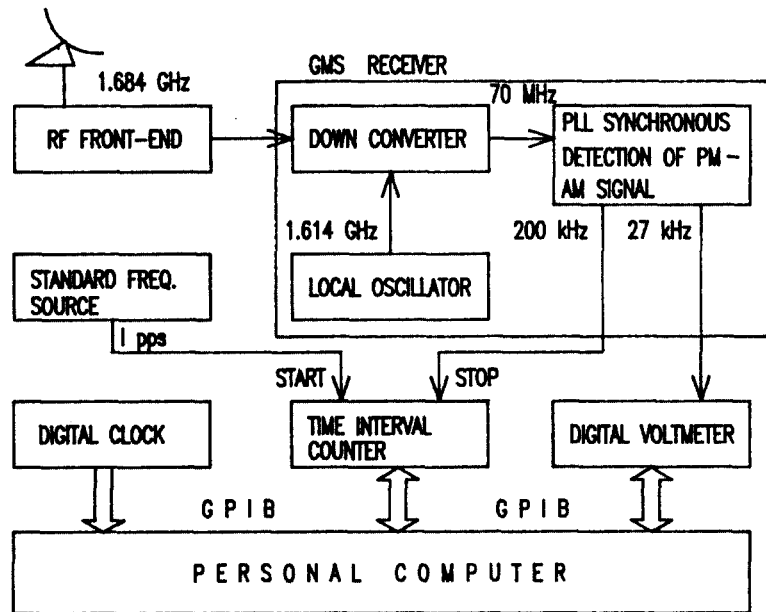 GMS RECEIVER
1.684 GHz
70 MHz
RF FRONT-END
DOWN CONVERTER
PLL SYNCHRONOUS
DETECTION OF PM-
AM SIGNAL
1.614 GHz
200 kHz
27 kHz
STANDARD FREQ.
SOURCE
LOCAL OSCILLATOR
1 pps
START
STOP
DIGITAL CLOCK
TIME INTERVAL
COUNTER
DIGITAL VOLTMETER
GPIB
GPIB
PERSONAL COMPUTER